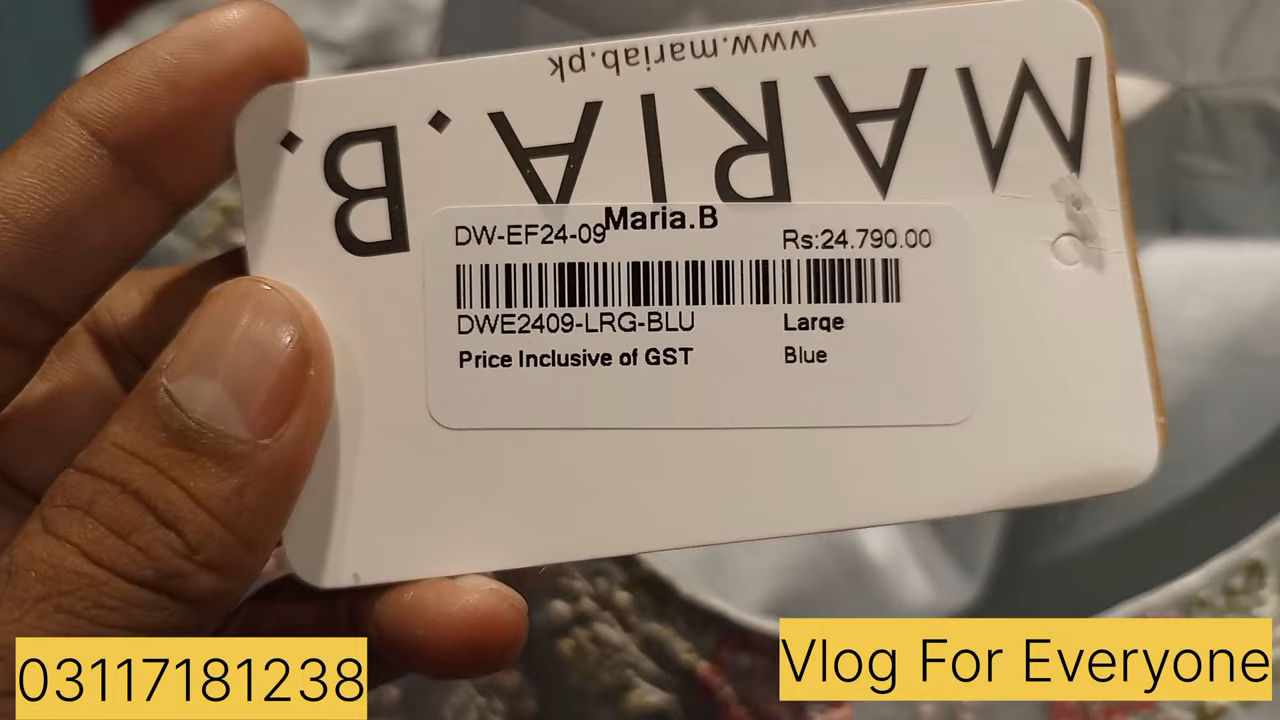 www.mariab.pk
MARIA.B.
Maria.B
DW-EF24-09
Rs:24.790.00
DWE2409-LRG-BLU
Large
Price Inclusive of GST
Blue
03117181238
Vlog For Everyone